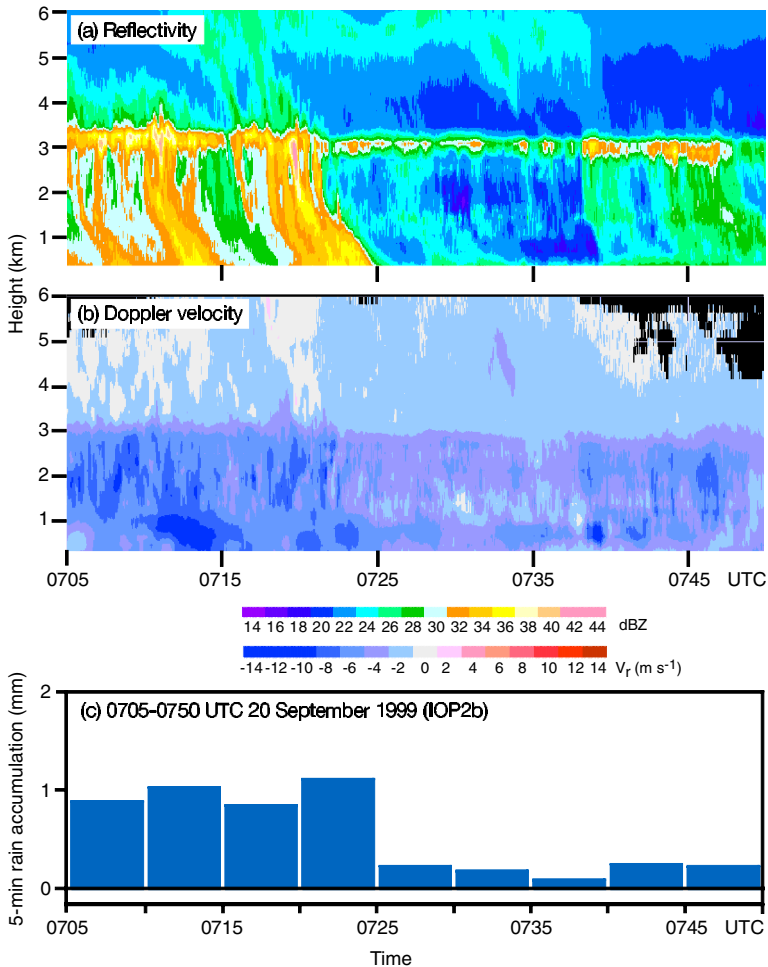 (a) Reflectivity
6
5
4
3
2
1
Height (km)
(b) Doppler velocity
6
5
4
3
2
1
0705 0715 0725 0735 0745 UTC
14 16 18 20 22 24 26 28 30 32 34 36 38 40 42 44 dBZ
-14 -12 -10 -8 -6 -4 -2 0 2 4 6 8 10 12 14 Vr (m s-1)
(c) 0705-0750 UTC 20 September 1999 (IOP2b)
2
1
0
5-min rain accumulation (mm)
0705 0715 0725 0735 0745 UTC
Time